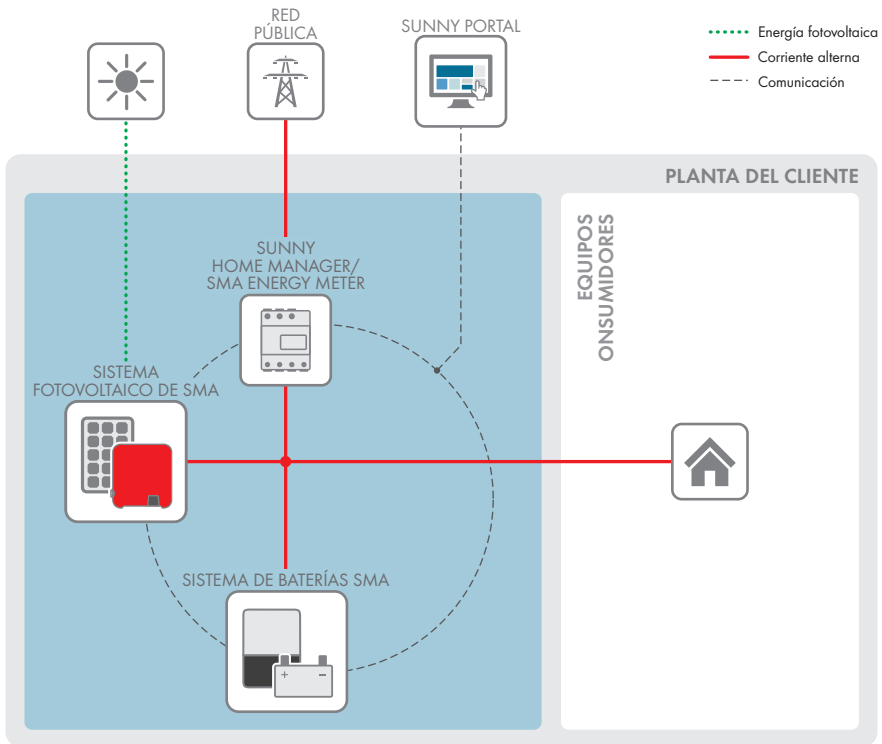 RED
PÚBLICA
SUNNY PORTAL
Energía fotovoltaica
Corriente alterna
Comunicación
PLANTA DEL CLIENTE
EQUIPOS
ONSUMIDORES
SUNNY
HOME MANAGER/
SMA ENERGY METER
SISTEMA
FOTOVOLTAICO DE SMA
SISTEMA DE BATERÍAS SMA
+ −